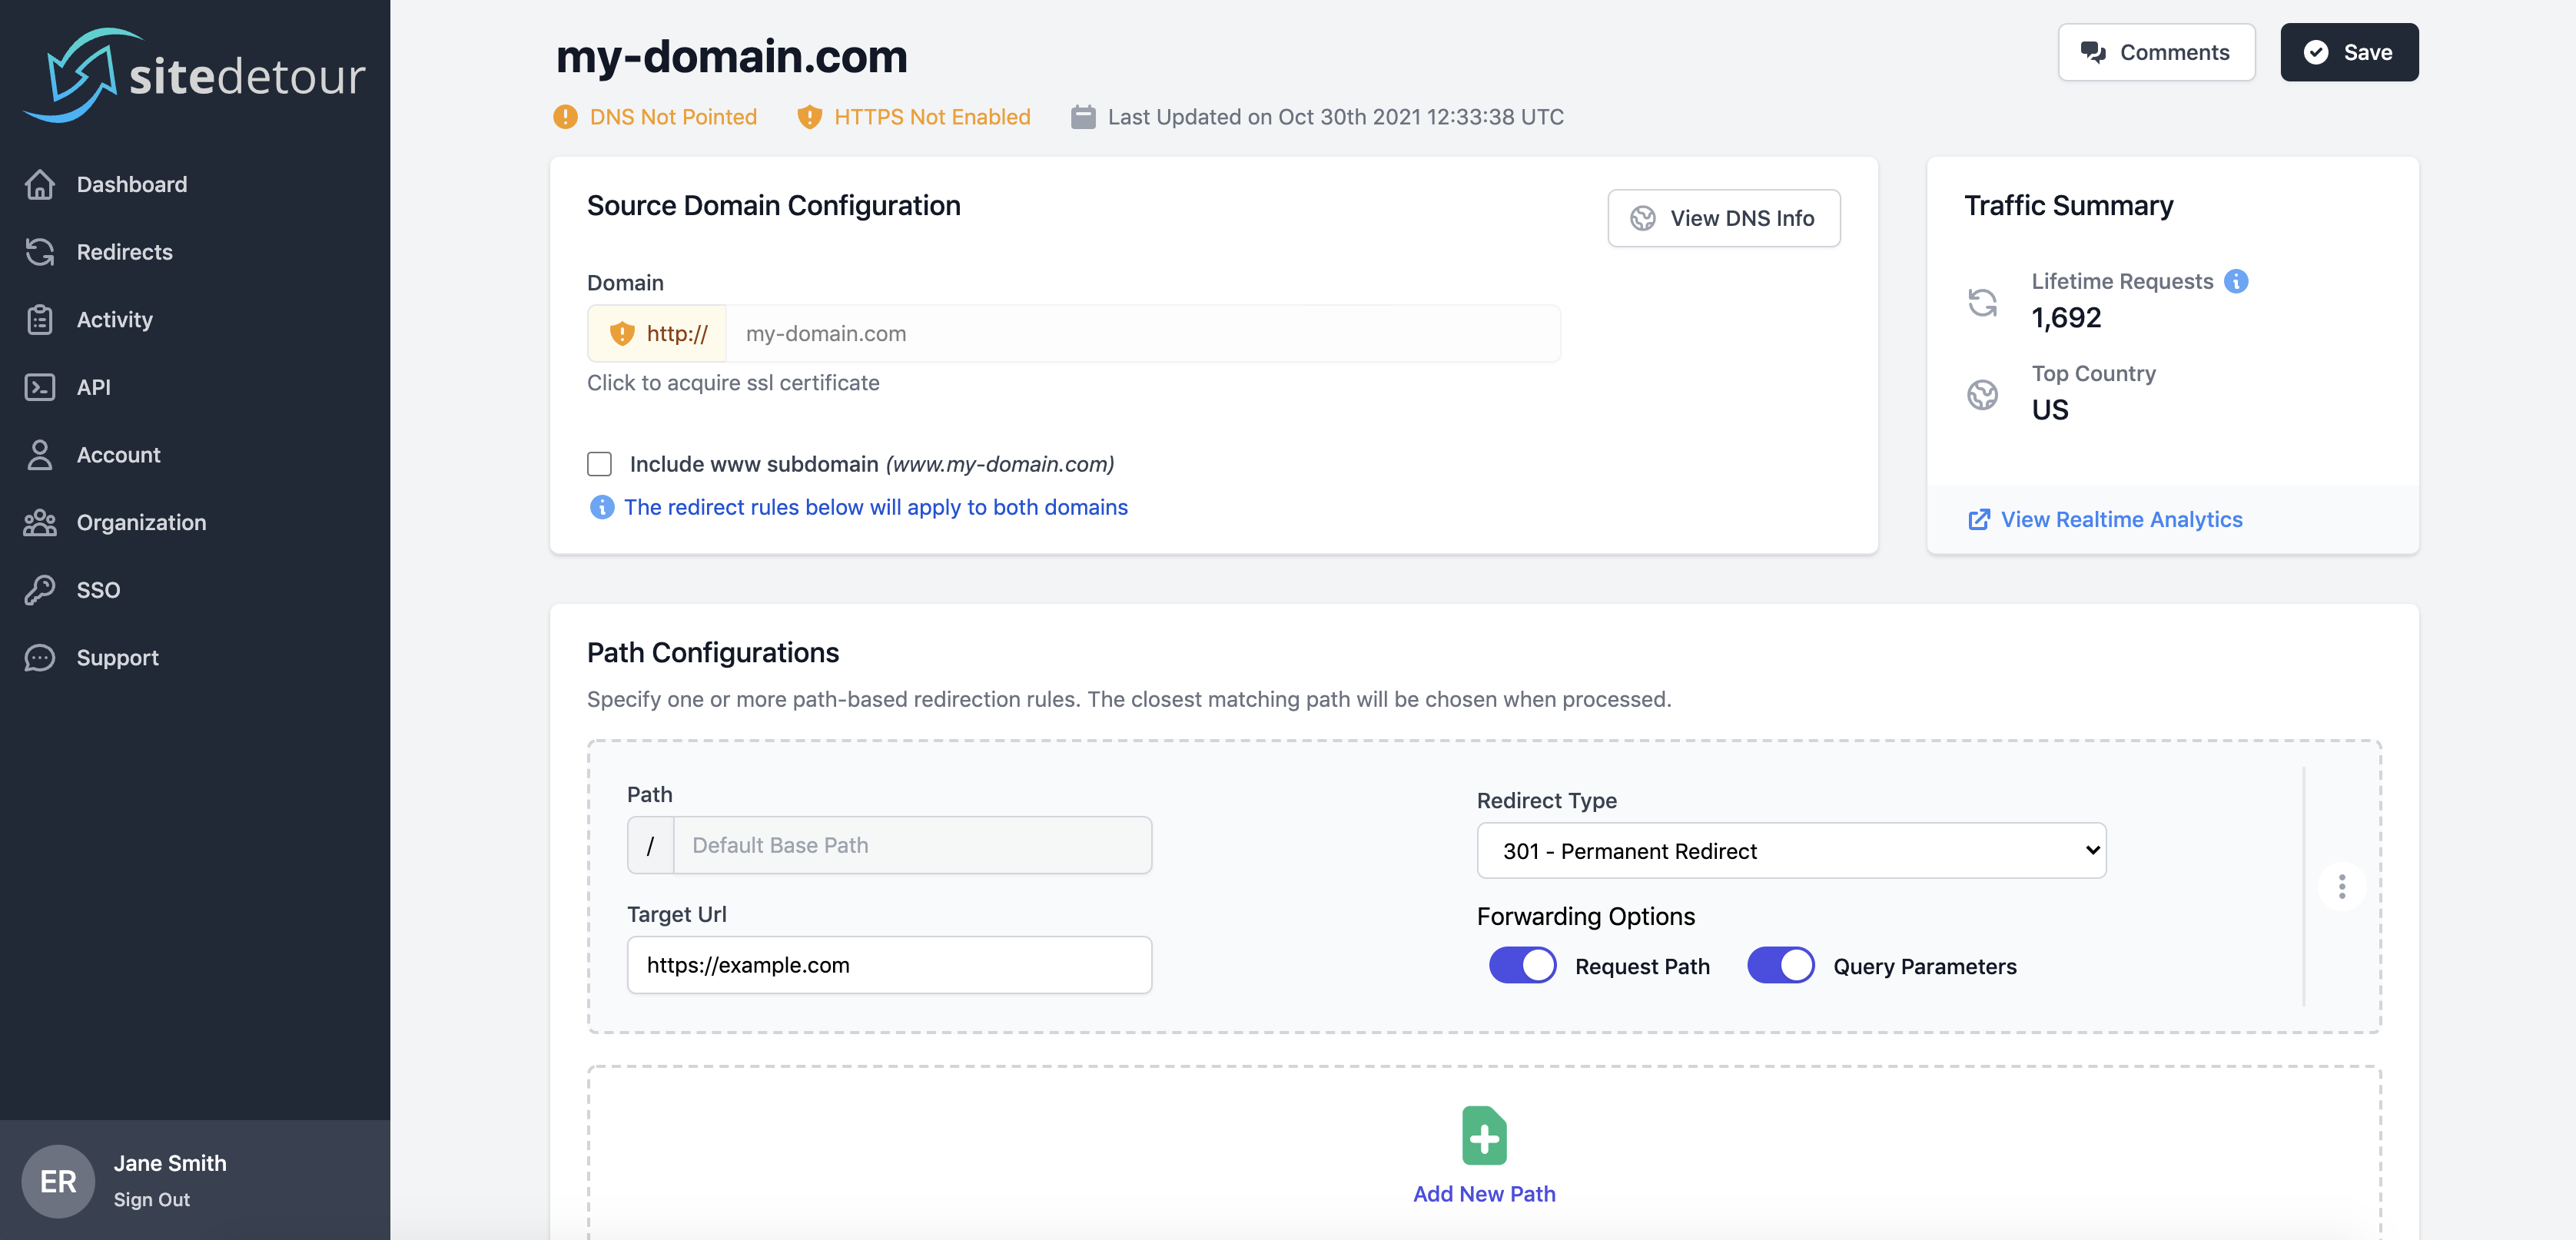 sitedetour
Dashboard
Redirects
Activity
API
Account
Organization
SSO
Support
ER
Jane Smith
Sign Out
my-domain.com
Comments
Save
DNS Not Pointed
HTTPS Not Enabled
Last Updated on Oct 30th 2021 12:33:38 UTC
Source Domain Configuration
View DNS Info
Domain
http://
my-domain.com
Click to acquire ssl certificate
Include www subdomain (www.my-domain.com)
The redirect rules below will apply to both domains
Traffic Summary
Lifetime Requests
1,692
Top Country
US
View Realtime Analytics
Path Configurations
Specify one or more path-based redirection rules. The closest matching path will be chosen when processed.
Path
/
Default Base Path
Target Url
https://example.com
Redirect Type
301 - Permanent Redirect
Forwarding Options
Request Path
Query Parameters
Add New Path